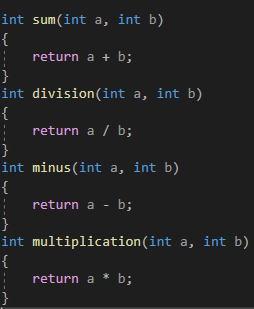 int sum(int a, int b)
{
    return a + b;
}
int division(int a, int b)
{
    return a / b;
}
int minus(int a, int b)
{
    return a - b;
}
int multiplication(int a, int b)
{
    return a * b;
}